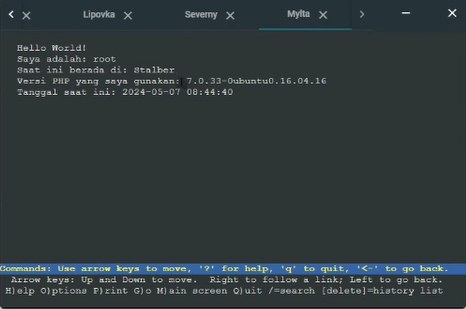 Lipovka Severny Mylta
Hello World!
Saya adalah: root
Saat ini berada di: Stalber
Versi PHP yang saya gunakan: 7.0.33-0ubuntu0.16.04.16
Tanggal saat ini: 2024-05-07 08:44:40
Commands: Use arrow keys to move, '?' for help, 'q' to quit, '<-' to go back.
Arrow keys: Up and Down to move.  Right to follow a link; Left to go back.
H)elp O)ptions P)rint G)o M)ain screen Q)uit /=search [delete]=history list